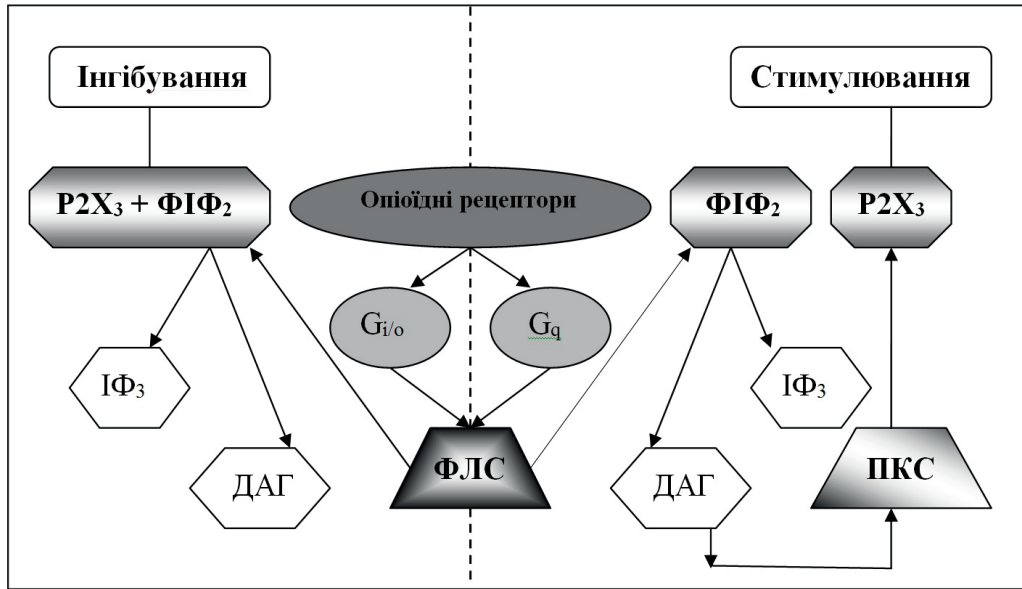 Інгібування
Стимулювання
P2X₃ + ФІФ₂
Опіоїдні рецептори
ФІФ₂
P2X₃
Gᵢ/ₒ
Gq
ІФ₃
ІФ₃
ФЛС
ПКС
ДАГ
ДАГ